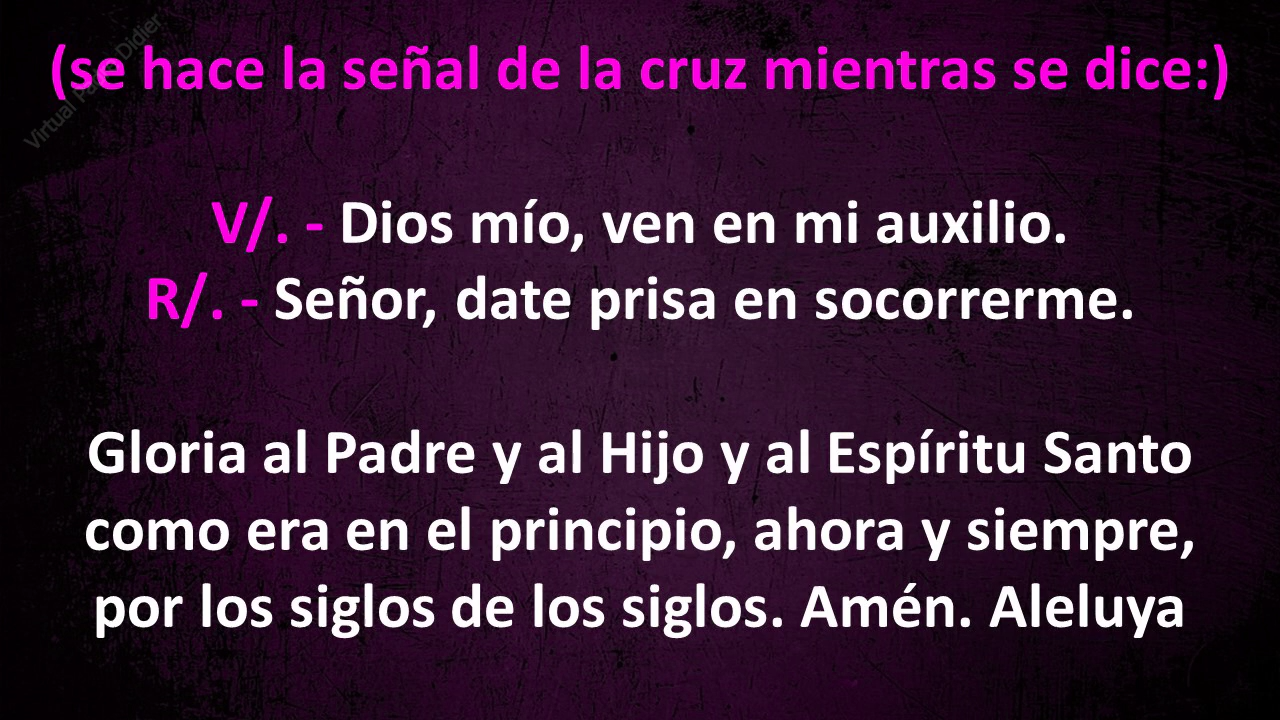 (se hace la señal de la cruz mientras se dice:)
V/. - Dios mío, ven en mi auxilio.
R/. - Señor, date prisa en socorrerme.
Gloria al Padre y al Hijo y al Espíritu Santo
como era en el principio, ahora y siempre,
por los siglos de los siglos. Amén. Aleluya
Virtual Didier